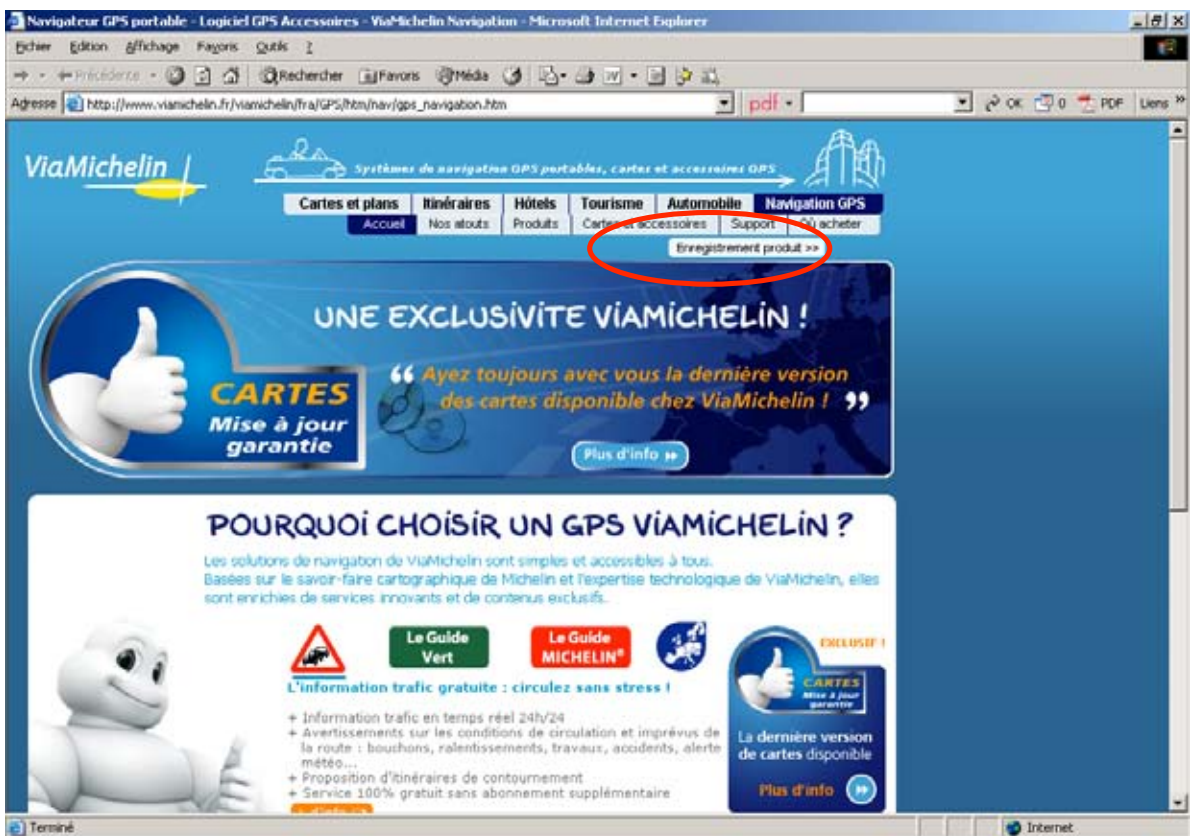 Navigateur GPS portable - Logiciel GPS Accessoires - ViaMichelin Navigation - Microsoft Internet Explorer
Fichier Edition Affichage Favoris Outils ?
Précédente Rechercher Favoris Média
Adresse http://www.viamichelin.fr/viamichelin/fra/GPS/htm/nav/gps_navigation.htm pdf OK 0 PDF Liens »
ViaMichelin
Systèmes de navigation GPS portables, cartes et accessoires GPS
Cartes et plans Itinéraires Hôtels Tourisme Automobile Navigation GPS
Accueil Nos atouts Produits Cartes et accessoires Support Où acheter
Enregistrement produit >>
UNE EXCLUSIVITE VIAMICHELIN !
“ Ayez toujours avec vous la dernière version
des cartes disponible chez ViaMichelin ! ”
CARTES
Mise à jour
garantie
Plus d'info
POURQUOI CHOISIR UN GPS VIAMICHELIN ?
Les solutions de navigation de ViaMichelin sont simples et accessibles à tous.
Basées sur le savoir-faire cartographique de Michelin et l'expertise technologique de ViaMichelin, elles
sont enrichies de services innovants et de contenus exclusifs.
Le Guide
Vert
Le Guide
MICHELIN®
L'information trafic gratuite : circulez sans stress !
+ Information trafic en temps réel 24h/24
+ Avertissements sur les conditions de circulation et imprévus de
la route : bouchons, ralentissements, travaux, accidents, alerte
météo...
+ Proposition d'itinéraires de contournement
+ Service 100% gratuit sans abonnement supplémentaire
EXCLUSIF !
CARTES
Mise à jour
garantie
La dernière version
de cartes disponible
Plus d'info
Terminé Internet